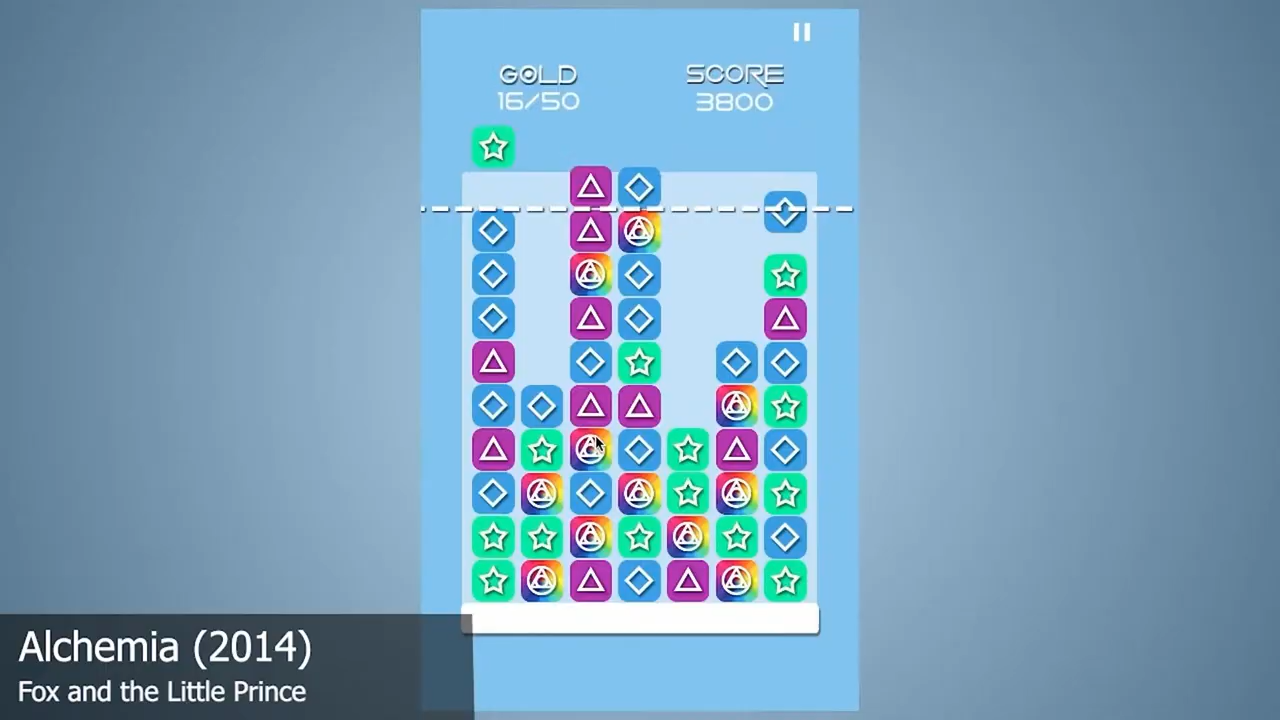 GOLD
16/50
SCORE
3800
Alchemia (2014)
Fox and the Little Prince